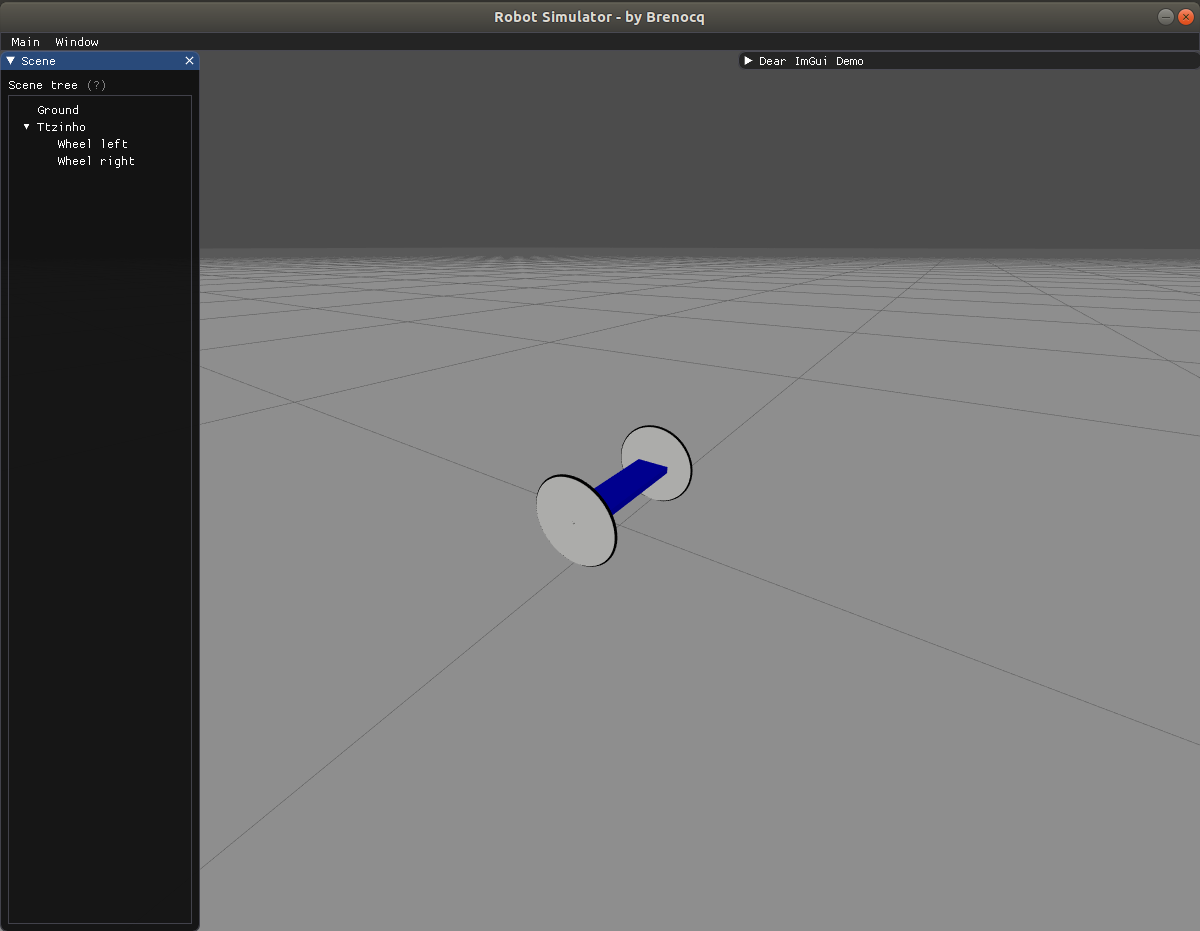 Robot Simulator - by Brenocq
Main Window
Scene
Dear ImGui Demo
Scene tree (?)
Ground
Ttzinho
Wheel left
Wheel right